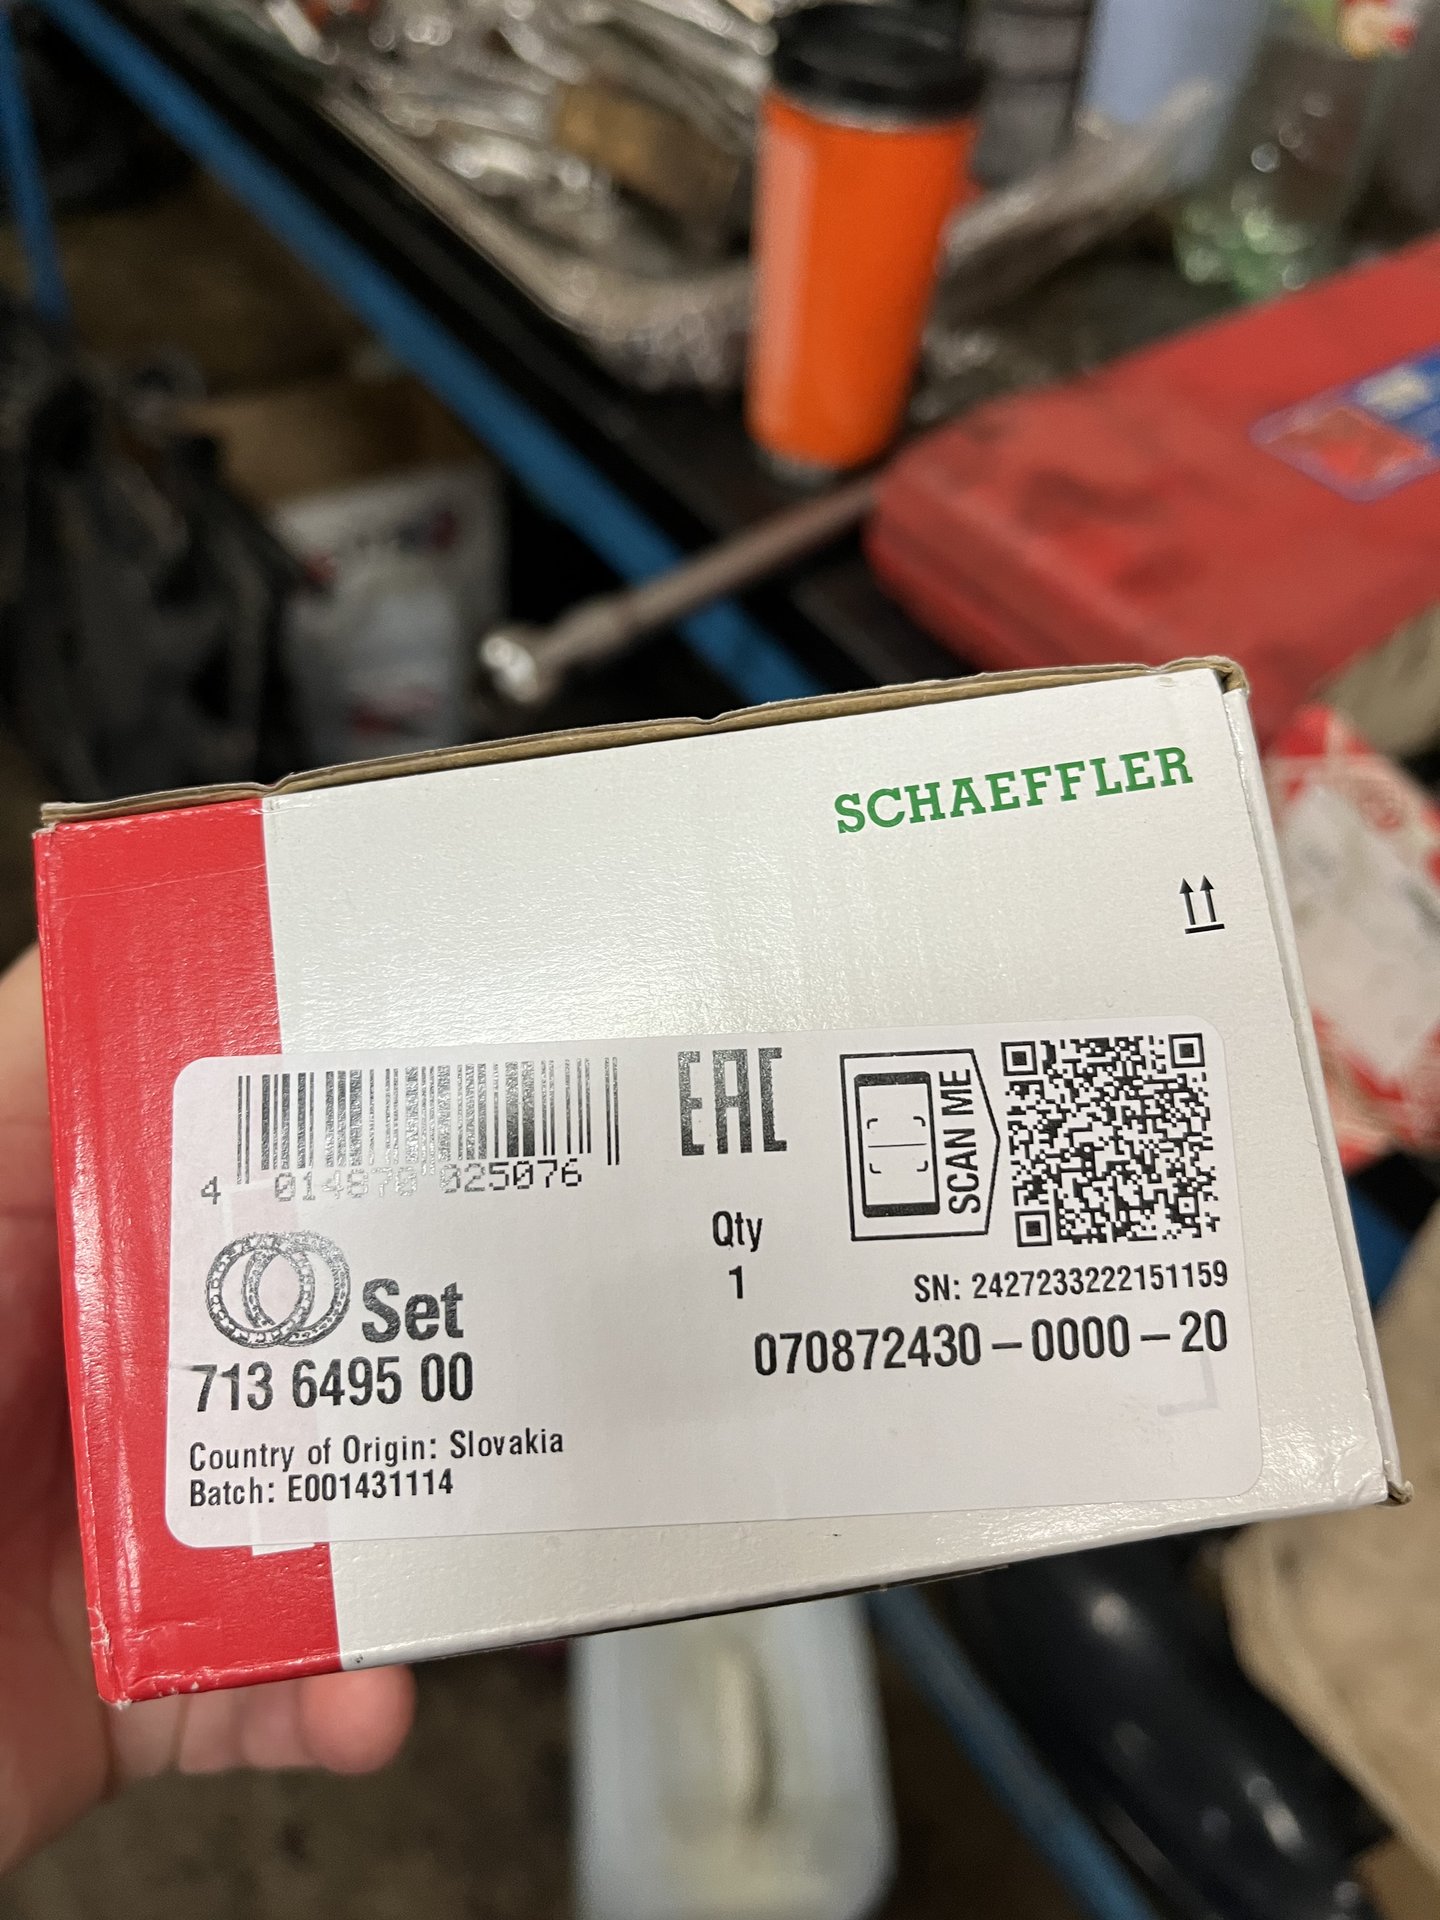 SCHAEFFLER
EAC
SCAN ME
4 014870 025076
Qty
1
SN: 2427233222151159
Set
070872430-0000-20
713 6495 00
Country of Origin: Slovakia
Batch: E001431114